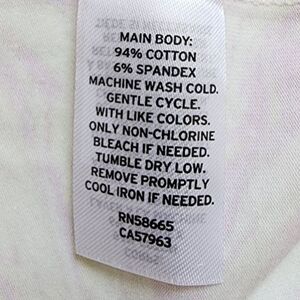 MAIN BODY:
94% COTTON
6% SPANDEX
MACHINE WASH COLD.
GENTLE CYCLE.
WITH LIKE COLORS.
ONLY NON-CHLORINE
BLEACH IF NEEDED.
TUMBLE DRY LOW.
REMOVE PROMPTLY
COOL IRON IF NEEDED.
RN58665
CA57963